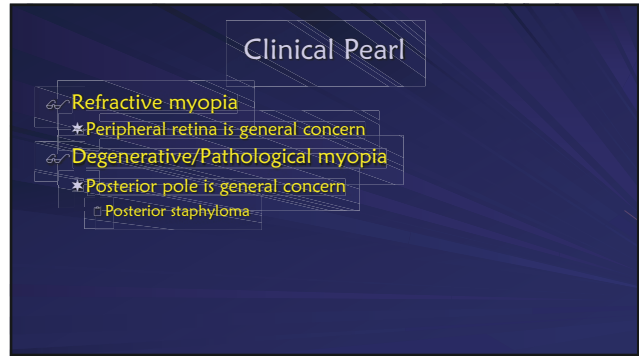 Clinical Pearl
Refractive myopia
Peripheral retina is general concern
Degenerative/Pathological myopia
Posterior pole is general concern
Posterior staphyloma